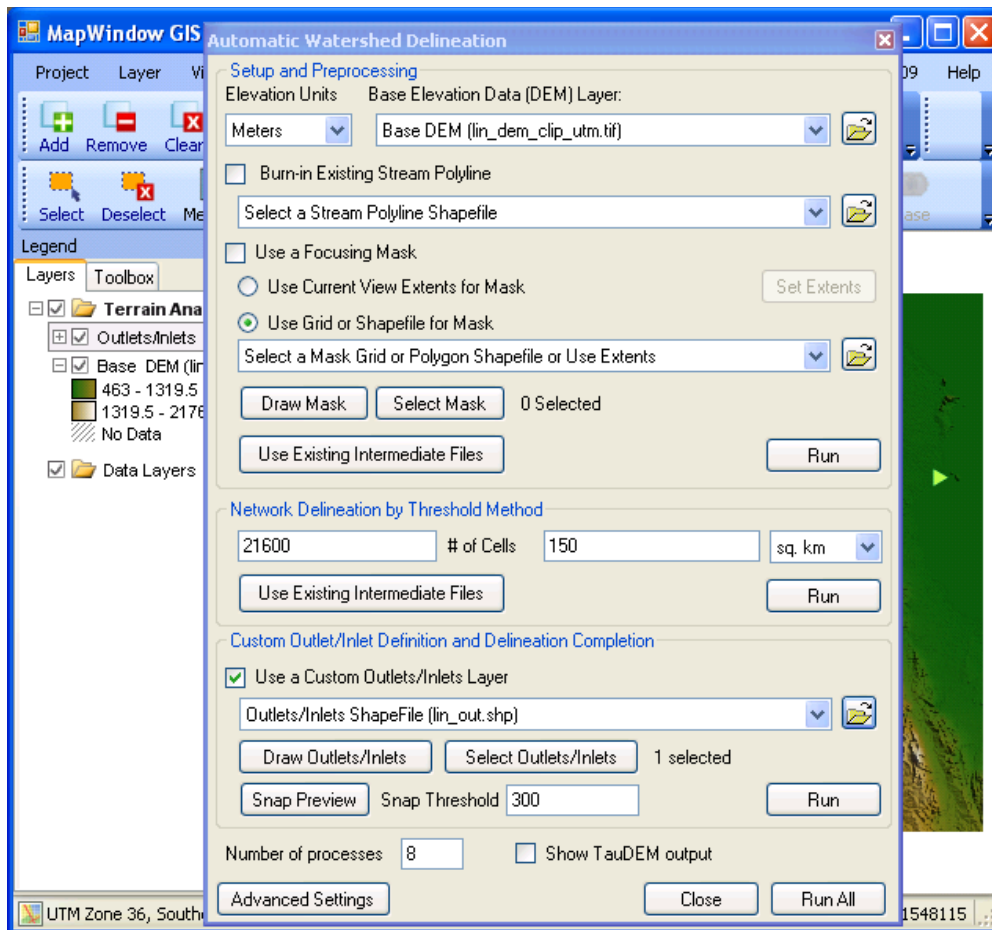 MapWindow GIS
Automatic Watershed Delineation
Project Layer
09 Help
Add Remove Clear
Select Deselect
Legend
Layers Toolbox
Terrain Ana
Outlets/Inlets
Base DEM (lin
463 - 1319.5
1319.5 - 2176
No Data
Data Layers
Setup and Preprocessing
Elevation Units Base Elevation Data (DEM) Layer:
Meters Base DEM (lin_dem_clip_utm.tif)
Burn-in Existing Stream Polyline
Select a Stream Polyline Shapefile
Use a Focusing Mask
Use Current View Extents for Mask Set Extents
Use Grid or Shapefile for Mask
Select a Mask Grid or Polygon Shapefile or Use Extents
Draw Mask Select Mask 0 Selected
Use Existing Intermediate Files Run
Network Delineation by Threshold Method
21600 # of Cells 150 sq. km
Use Existing Intermediate Files Run
Custom Outlet/Inlet Definition and Delineation Completion
Use a Custom Outlets/Inlets Layer
Outlets/Inlets ShapeFile (lin_out.shp)
Draw Outlets/Inlets Select Outlets/Inlets 1 selected
Snap Preview Snap Threshold 300 Run
Number of processes 8 Show TauDEM output
Advanced Settings Close Run All
UTM Zone 36, Southe
1548115